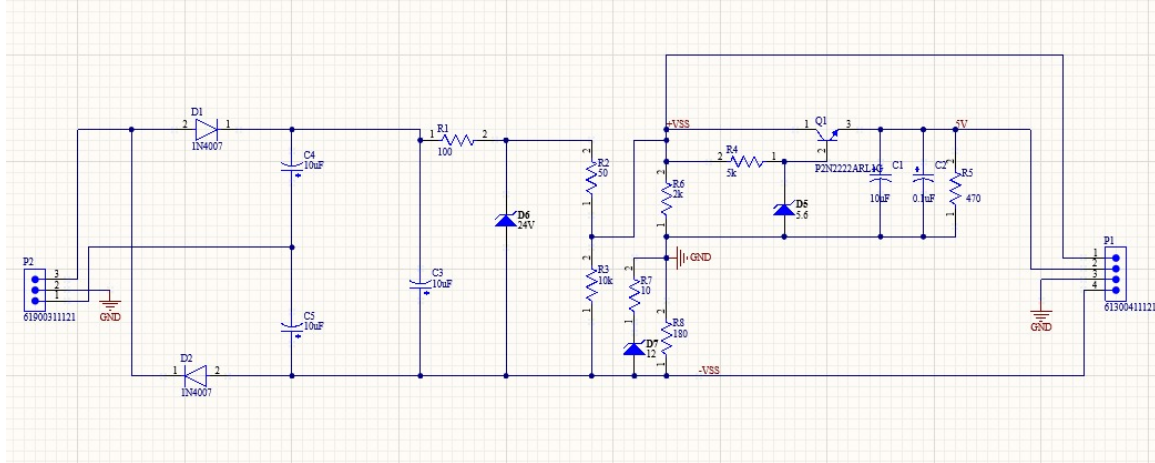 D1
2
1
1N4007
C4
10uF
1
R1
2
100
+VSS
1
Q1
3
5V
2
P2N2222ARL1G
2
R4
1
5k
2
R2
50
1
2
R6
2k
1
D5
5.6
C1
10uF
C2
0.1uF
2
R5
470
1
D6
24V
P2
3
2
1
61900311121
GND
C3
10uF
C5
10uF
2
R3
10k
1
GND
2
R7
10
1
D7
12
2
R8
180
1
P1
1
2
3
4
61300411121
GND
D2
1
2
1N4007
-VSS